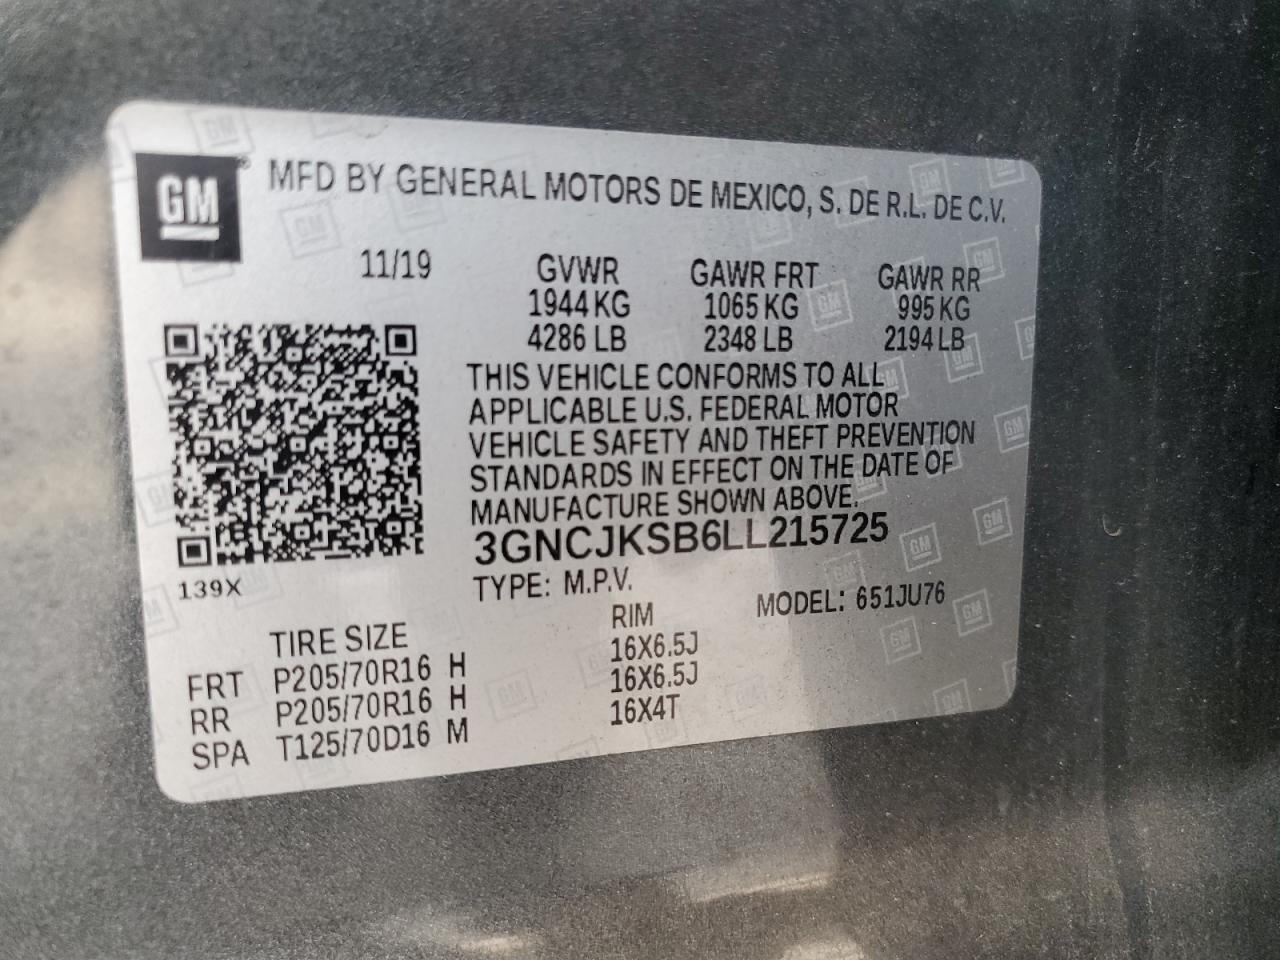 GM ® MFD BY GENERAL MOTORS DE MEXICO, S. DE R.L. DE C.V.
11/19 GVWR GAWR FRT GAWR RR
1944 KG 1065 KG 995 KG
4286 LB 2348 LB 2194 LB
THIS VEHICLE CONFORMS TO ALL
APPLICABLE U.S. FEDERAL MOTOR
VEHICLE SAFETY AND THEFT PREVENTION
STANDARDS IN EFFECT ON THE DATE OF
MANUFACTURE SHOWN ABOVE.
3GNCJKSB6LL215725
139X
TYPE: M.P.V. MODEL: 651JU76
TIRE SIZE RIM
FRT P205/70R16 H 16X6.5J
RR P205/70R16 H 16X6.5J
SPA T125/70D16 M 16X4T